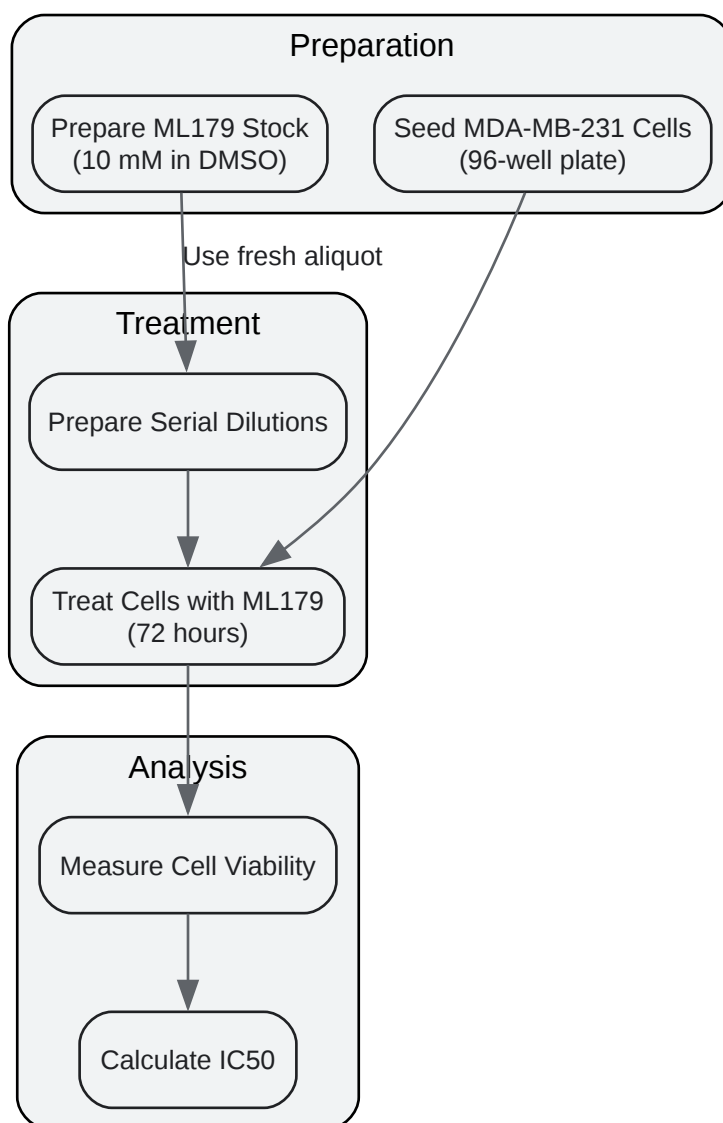 Preparation
Prepare ML179 Stock
(10 mM in DMSO)
Seed MDA-MB-231 Cells
(96-well plate)
Use fresh aliquot
Treatment
Prepare Serial Dilutions
Treat Cells with ML179
(72 hours)
Analysis
Measure Cell Viability
Calculate IC50